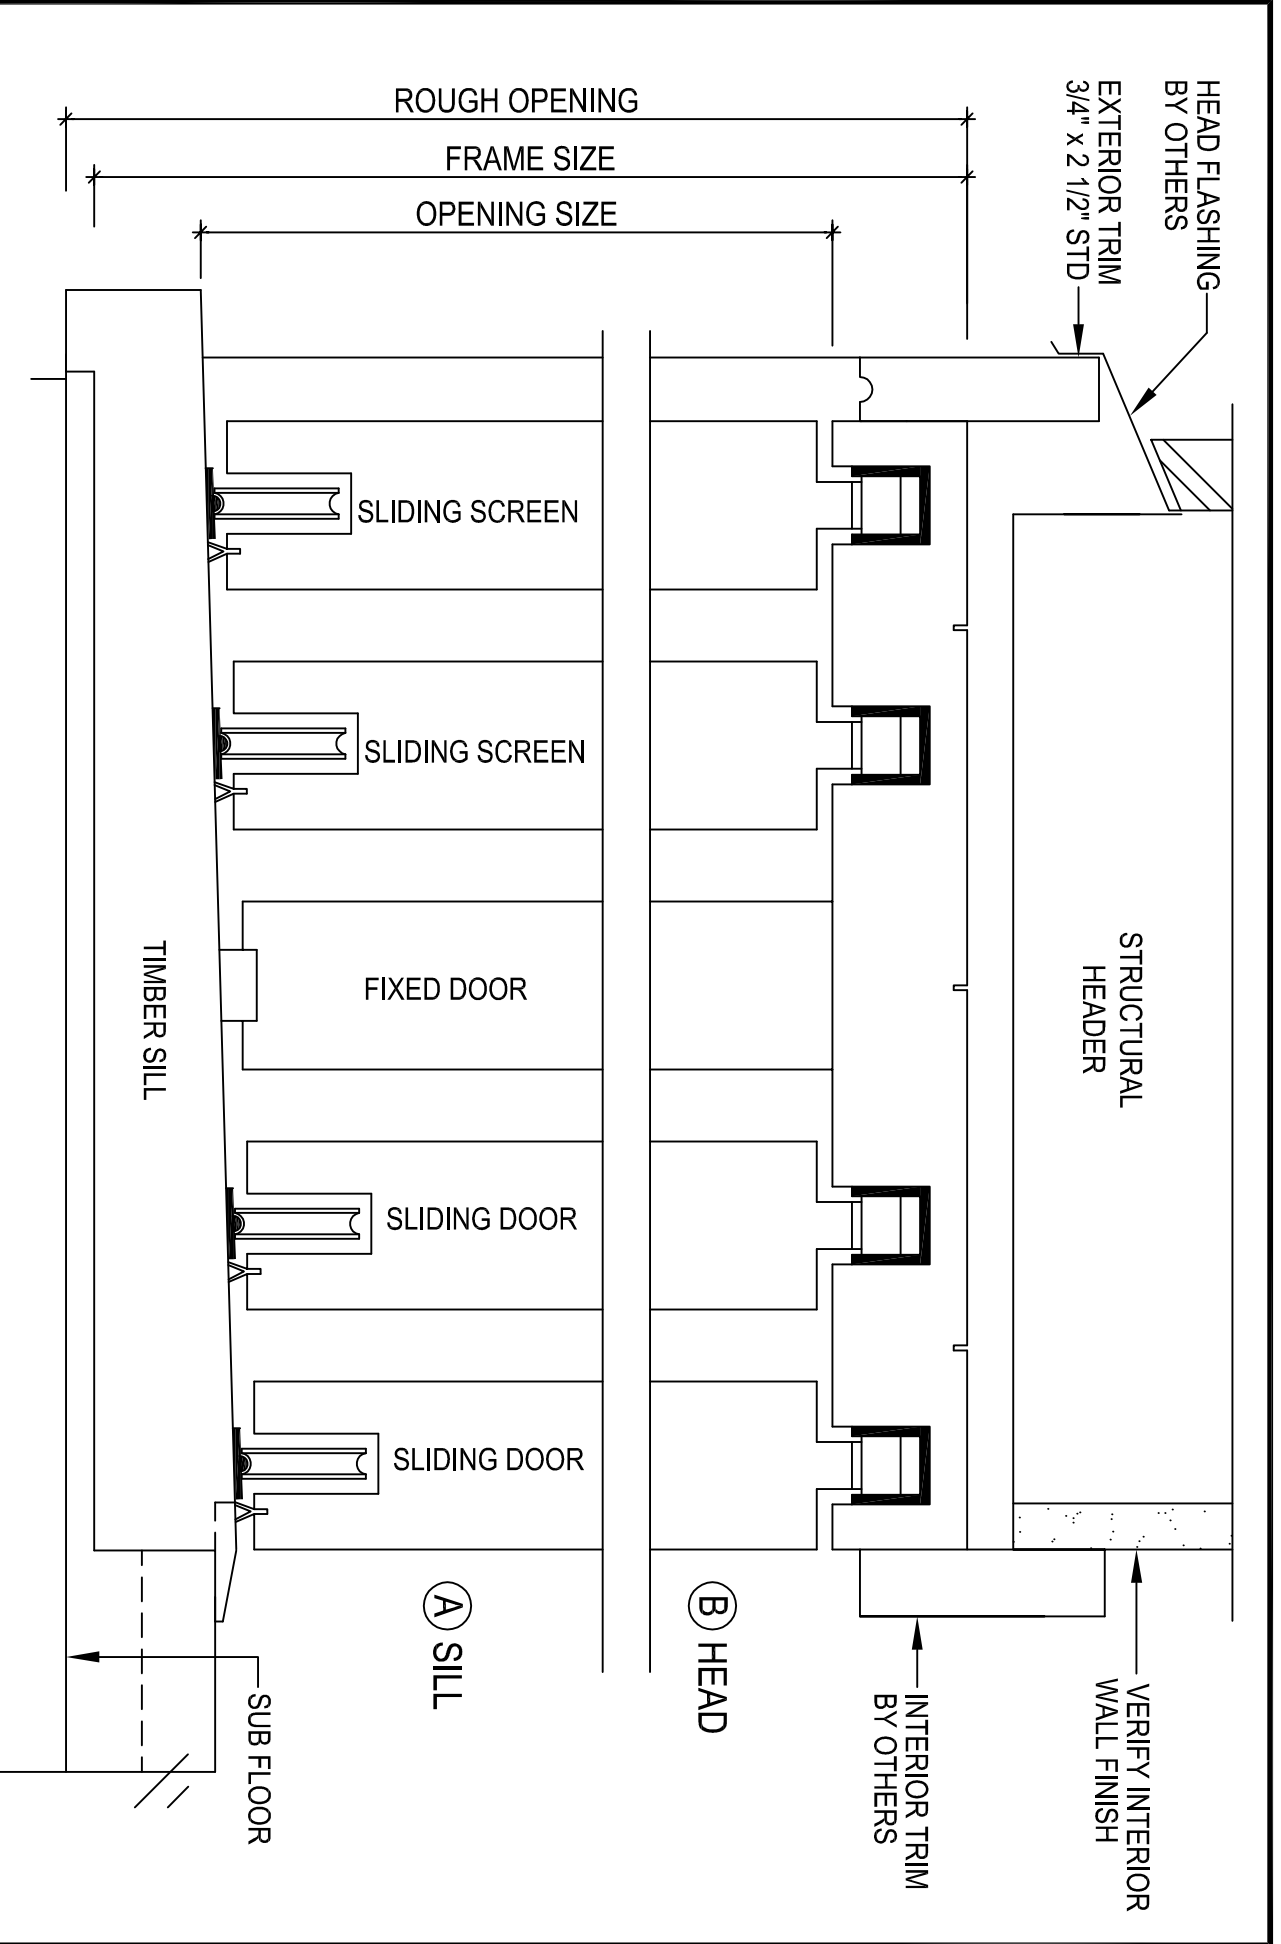 HEAD FLASHING
BY OTHERS
EXTERIOR TRIM
3/4" x 2 1/2" STD
ROUGH OPENING
FRAME SIZE
OPENING SIZE
STRUCTURAL
HEADER
VERIFY INTERIOR
WALL FINISH
INTERIOR TRIM
BY OTHERS
B HEAD
A SILL
SLIDING SCREEN
SLIDING SCREEN
FIXED DOOR
SLIDING DOOR
SLIDING DOOR
TIMBER SILL
SUB FLOOR